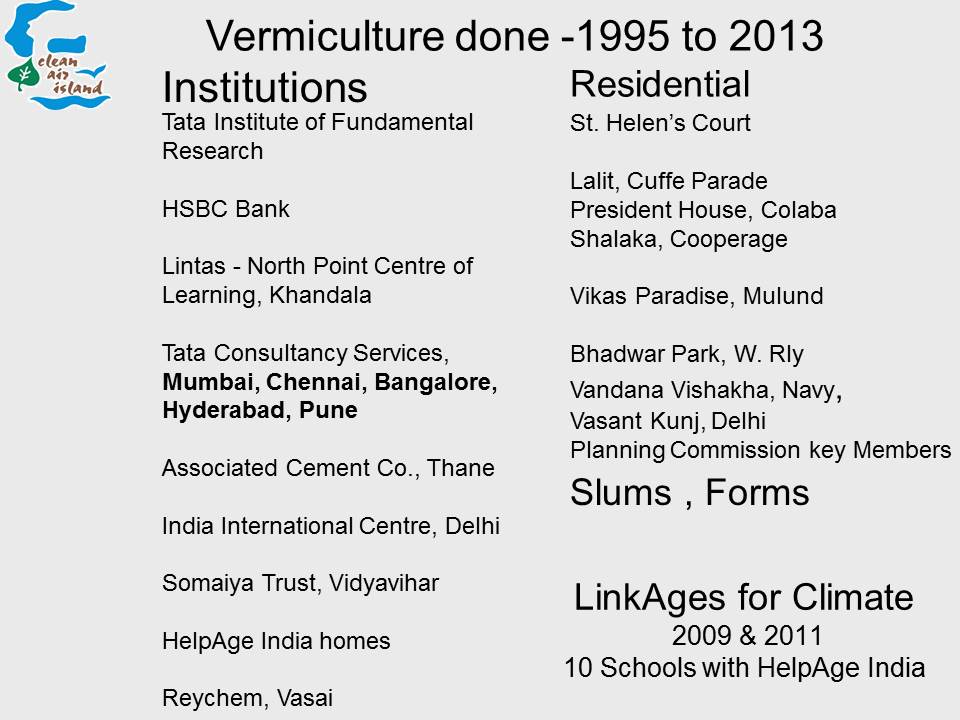 clean
air
island
Vermiculture done -1995 to 2013
Institutions
Tata Institute of Fundamental
Research
HSBC Bank
Lintas - North Point Centre of
Learning, Khandala
Tata Consultancy Services,
Mumbai, Chennai, Bangalore,
Hyderabad, Pune
Associated Cement Co., Thane
India International Centre, Delhi
Somaiya Trust, Vidyavihar
HelpAge India homes
Reychem, Vasai
Residential
St. Helen’s Court
Lalit, Cuffe Parade
President House, Colaba
Shalaka, Cooperage
Vikas Paradise, Mulund
Bhadwar Park, W. Rly
Vandana Vishakha, Navy,
Vasant Kunj, Delhi
Planning Commission key Members
Slums , Forms
LinkAges for Climate
2009 & 2011
10 Schools with HelpAge India